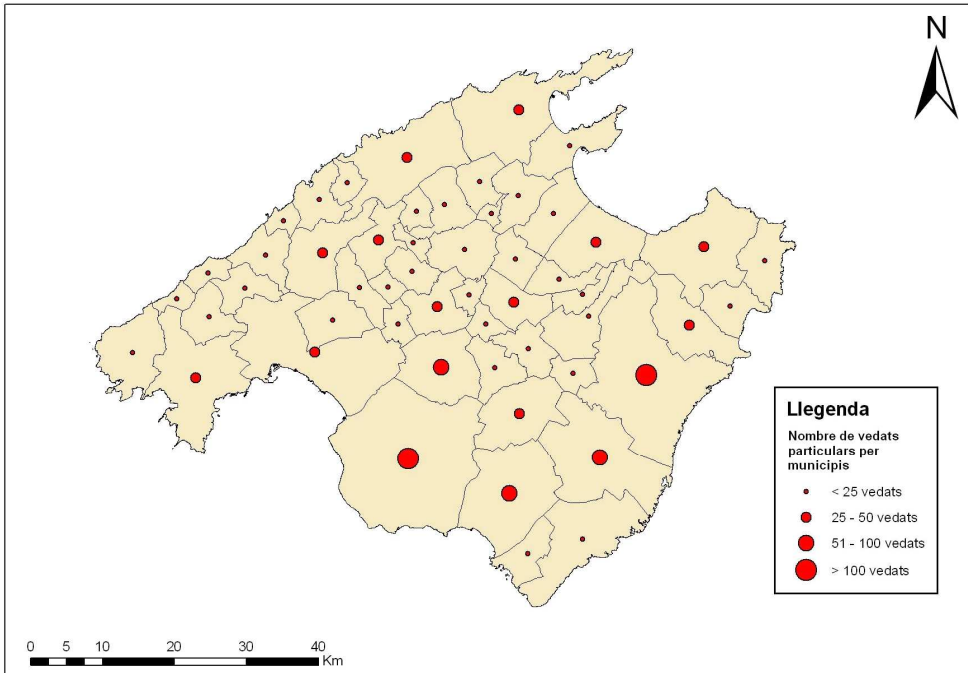 N
Llegenda
Nombre de vedats
particulars per
municipis
< 25 vedats
25 - 50 vedats
51 - 100 vedats
> 100 vedats
0 5 10 20 30 40
Km